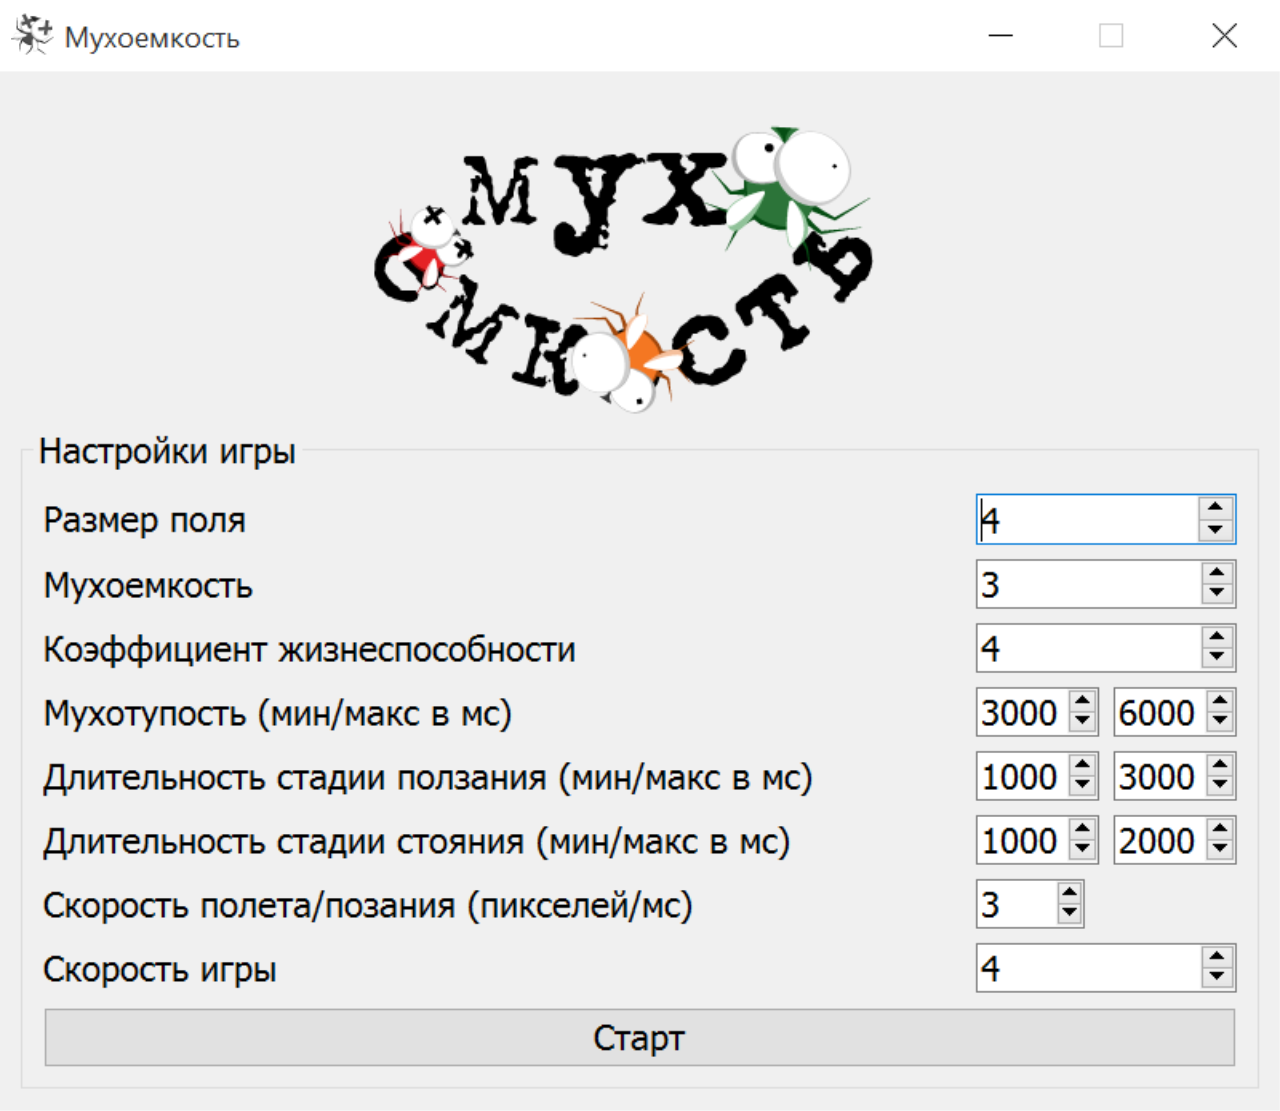 Мухоемкость
МУХ
ЕМКОСТЬ
Настройки игры
Размер поля 4
Мухоемкость 3
Коэффициент жизнеспособности 4
Мухотупость (мин/макс в мс) 3000 6000
Длительность стадии ползания (мин/макс в мс) 1000 3000
Длительность стадии стояния (мин/макс в мс) 1000 2000
Скорость полета/позания (пикселей/мс) 3
Скорость игры 4
Старт